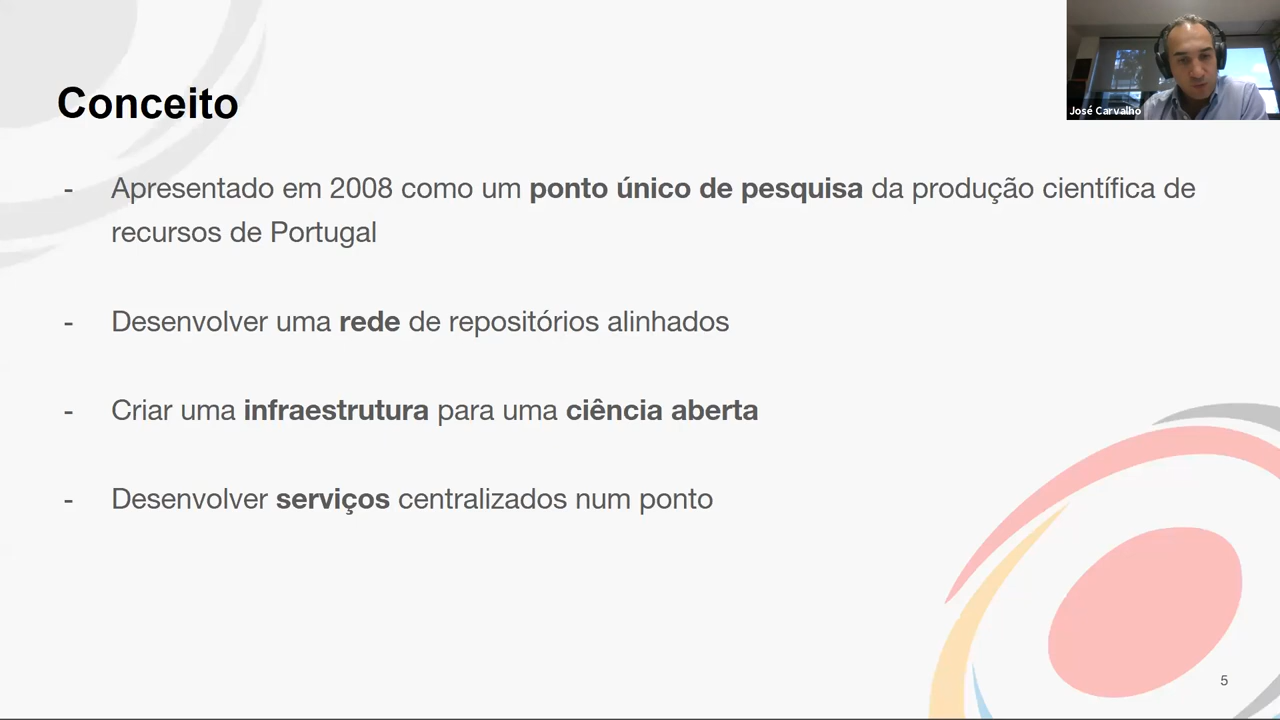 José Carvalho
Conceito
- Apresentado em 2008 como um ponto único de pesquisa da produção científica de
recursos de Portugal
- Desenvolver uma rede de repositórios alinhados
- Criar uma infraestrutura para uma ciência aberta
- Desenvolver serviços centralizados num ponto
5